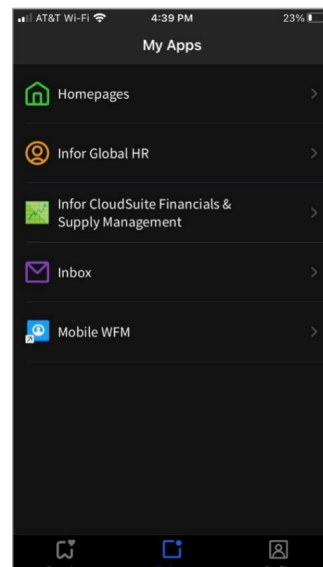 AT&T Wi-Fi 4:39 PM 23%
My Apps
Homepages
Infor Global HR
Infor CloudSuite Financials &
Supply Management
Inbox
Mobile WFM